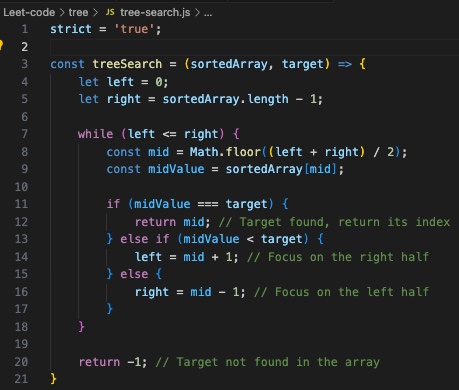 Leet-code > tree > JS tree-search.js > ...
1 strict = 'true';
2
3 const treeSearch = (sortedArray, target) => {
4     let left = 0;
5     let right = sortedArray.length - 1;
6
7     while (left <= right) {
8         const mid = Math.floor((left + right) / 2);
9         const midValue = sortedArray[mid];
10
11         if (midValue === target) {
12             return mid; // Target found, return its index
13         } else if (midValue < target) {
14             left = mid + 1; // Focus on the right half
15         } else {
16             right = mid - 1; // Focus on the left half
17         }
18     }
19
20     return -1; // Target not found in the array
21 }